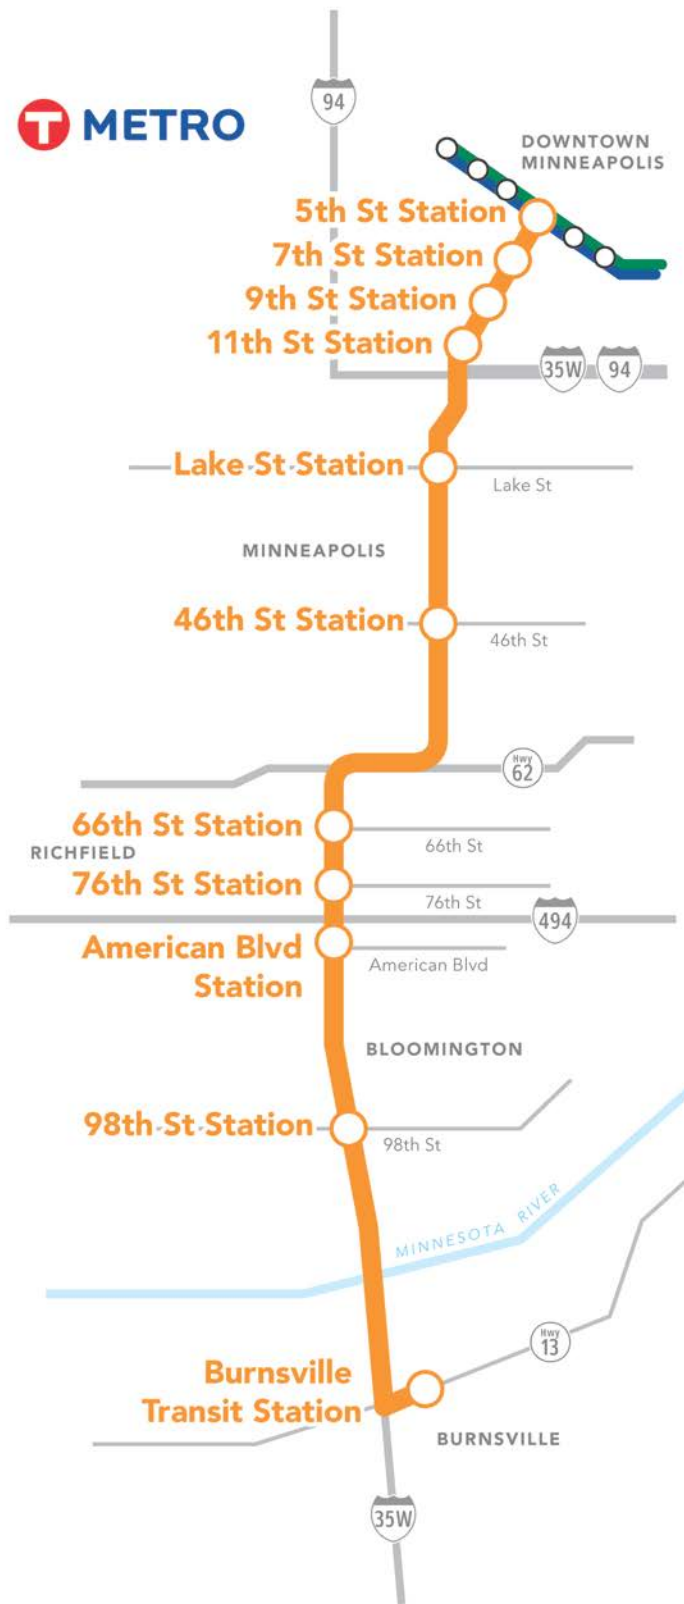 94
T METRO
DOWNTOWN
MINNEAPOLIS
5th St Station
7th St Station
9th St Station
11th St Station
35W
94
Lake St Station
Lake St
MINNEAPOLIS
46th St Station
46th St
Hwy
62
66th St Station
66th St
RICHFIELD
76th St Station
76th St
494
American Blvd
Station
American Blvd
BLOOMINGTON
98th St Station
98th St
MINNESOTA RIVER
Hwy
13
Burnsville
Transit Station
BURNSVILLE
35W